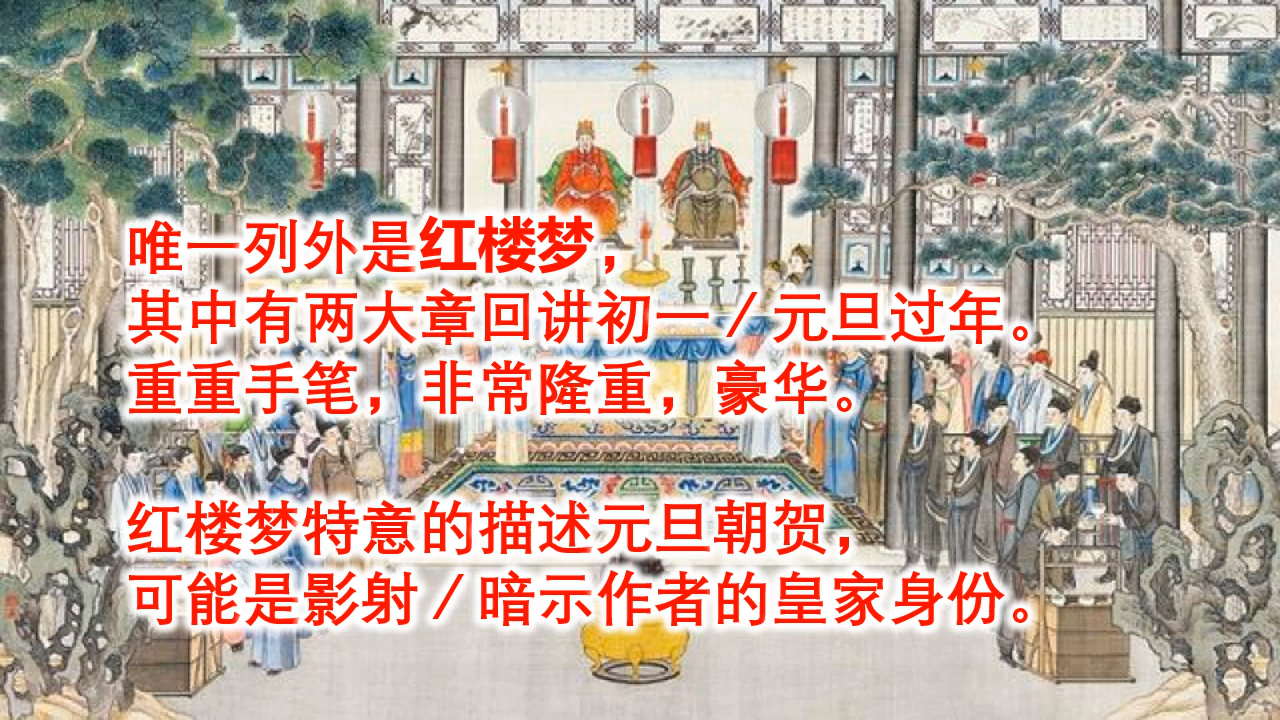 唯一列外是红楼梦，
其中有两大章回讲初一／元旦过年。
重重手笔，非常隆重，豪华。
红楼梦特意的描述元旦朝贺，
可能是影射／暗示作者的皇家身份。